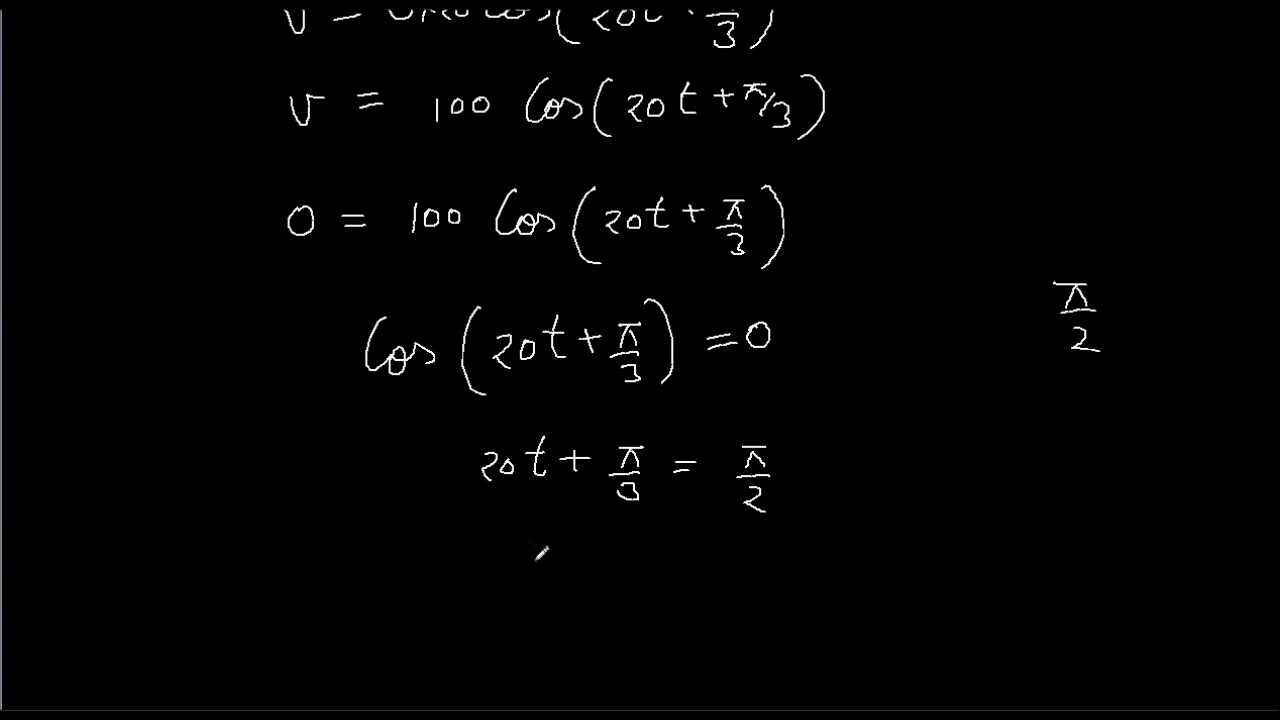 v = 100 Cos(20t + π/3)
0 = 100 Cos(20t + π/3)
Cos(20t + π/3) = 0
π/2
20t + π/3 = π/2